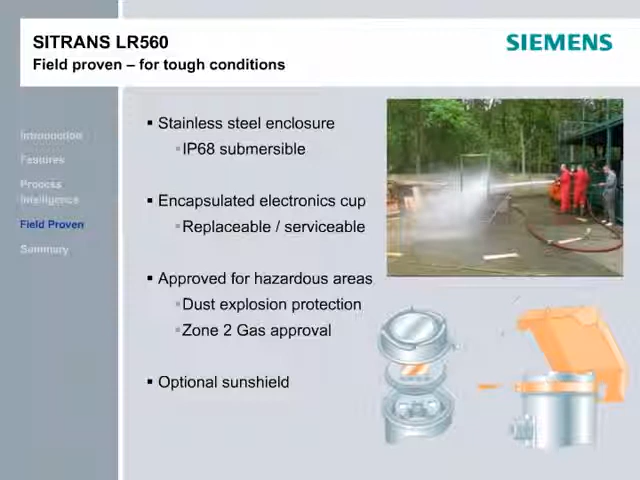 SITRANS LR560
Field proven – for tough conditions
SIEMENS
Introduction
Features
Process
Intelligence
Field Proven
Summary
▪ Stainless steel enclosure
▪IP68 submersible
▪ Encapsulated electronics cup
▪Replaceable / serviceable
▪ Approved for hazardous areas
▪Dust explosion protection
▪Zone 2 Gas approval
▪ Optional sunshield